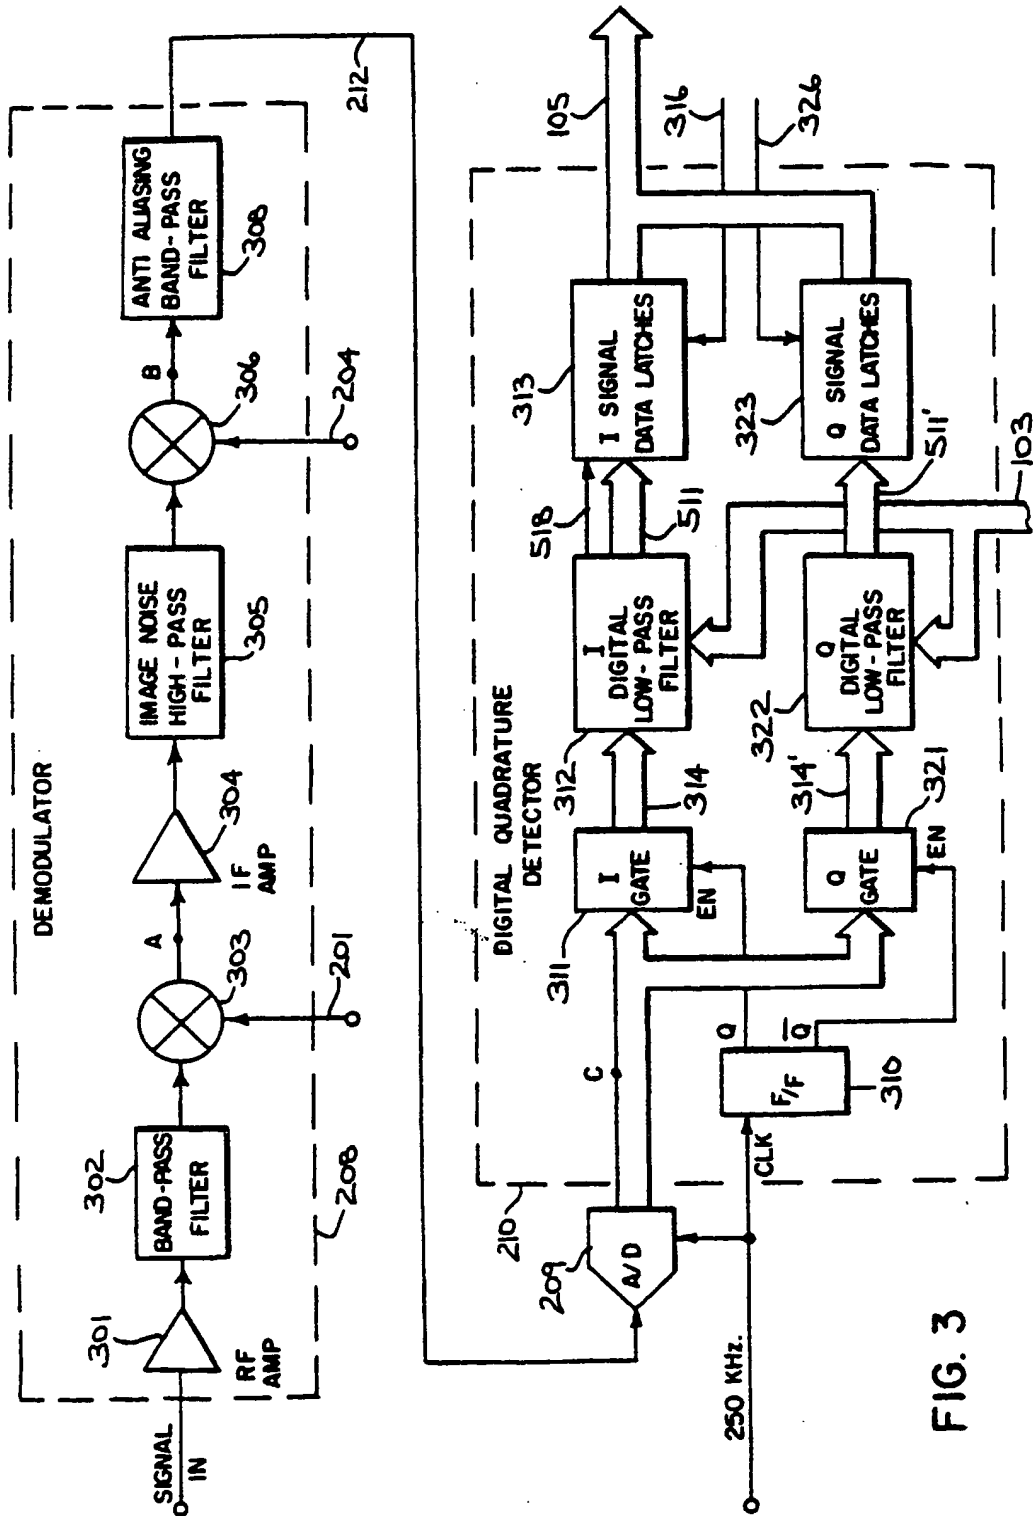 DEMODULATOR
SIGNAL
IN
301
RF
AMP
302
BAND-PASS
FILTER
208
303
201
A
304
IF
AMP
IMAGE NOISE
HIGH-PASS
FILTER
305
306
204
B
ANTI ALIASING
BAND-PASS
FILTER
308
212
DIGITAL QUADRATURE
DETECTOR
210
209
A/D
250 KHz.
CLK
C
F/F
310
Q
Q̅
311
I
GATE
EN
Q
GATE
EN
321
314
314'
312
I
DIGITAL
LOW-PASS
FILTER
322
Q
DIGITAL
LOW-PASS
FILTER
518
511
511'
103
313
I SIGNAL
DATA LATCHES
323
Q SIGNAL
DATA LATCHES
105
316
326
FIG. 3